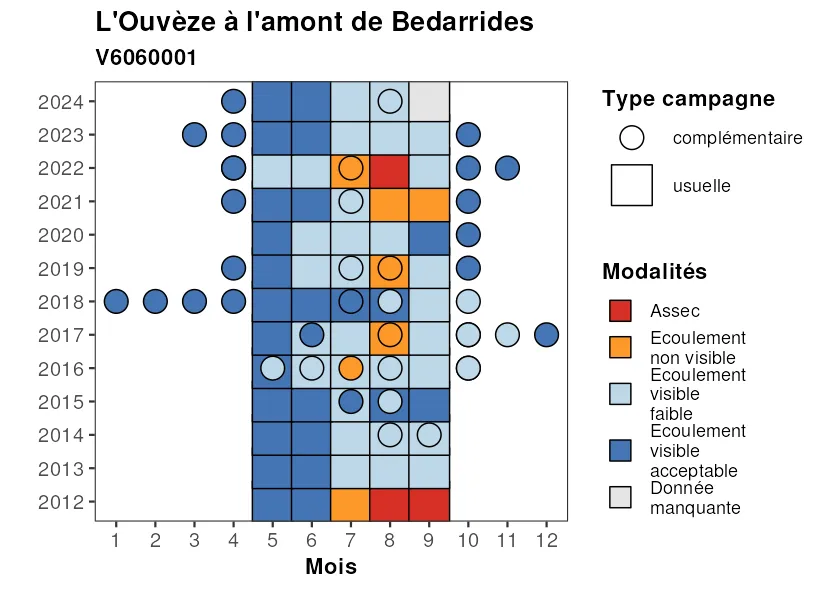 L'Ouvèze à l'amont de Bedarrides
V6060001
2024
2023
2022
2021
2020
2019
2018
2017
2016
2015
2014
2013
2012
1 2 3 4 5 6 7 8 9 10 11 12
Mois
Type campagne
complémentaire
usuelle
Modalités
Assec
Ecoulement
non visible
Ecoulement
visible
faible
Ecoulement
visible
acceptable
Donnée
manquante